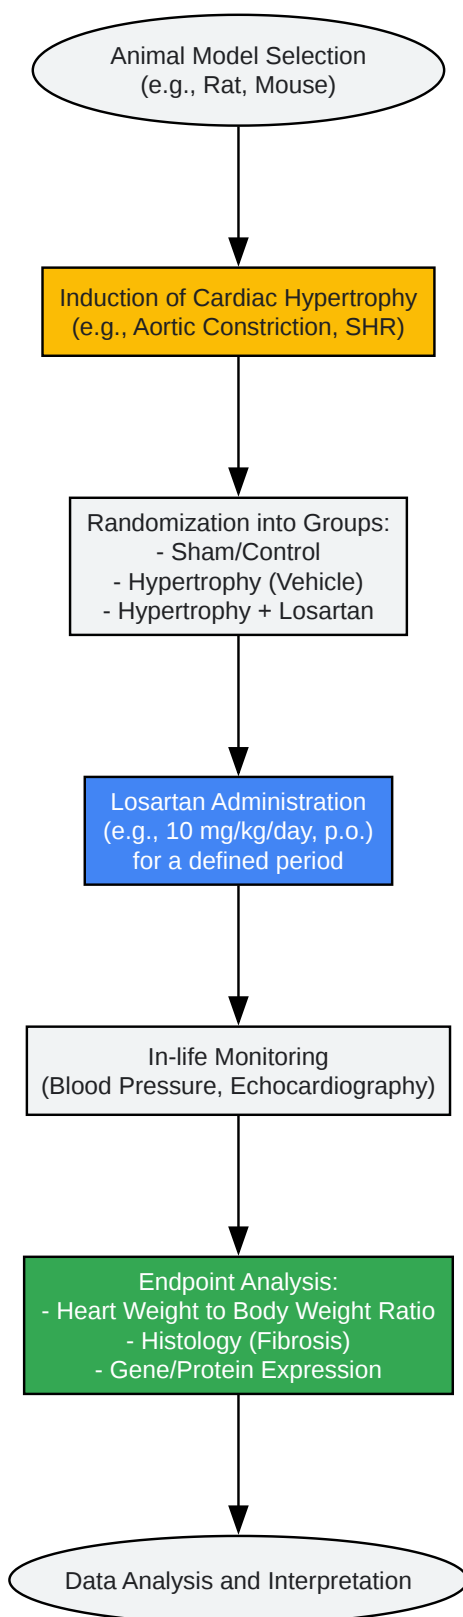 Animal Model Selection
(e.g., Rat, Mouse)
Induction of Cardiac Hypertrophy
(e.g., Aortic Constriction, SHR)
Randomization into Groups:
- Sham/Control
- Hypertrophy (Vehicle)
- Hypertrophy + Losartan
Losartan Administration
(e.g., 10 mg/kg/day, p.o.)
for a defined period
In-life Monitoring
(Blood Pressure, Echocardiography)
Endpoint Analysis:
- Heart Weight to Body Weight Ratio
- Histology (Fibrosis)
- Gene/Protein Expression
Data Analysis and Interpretation